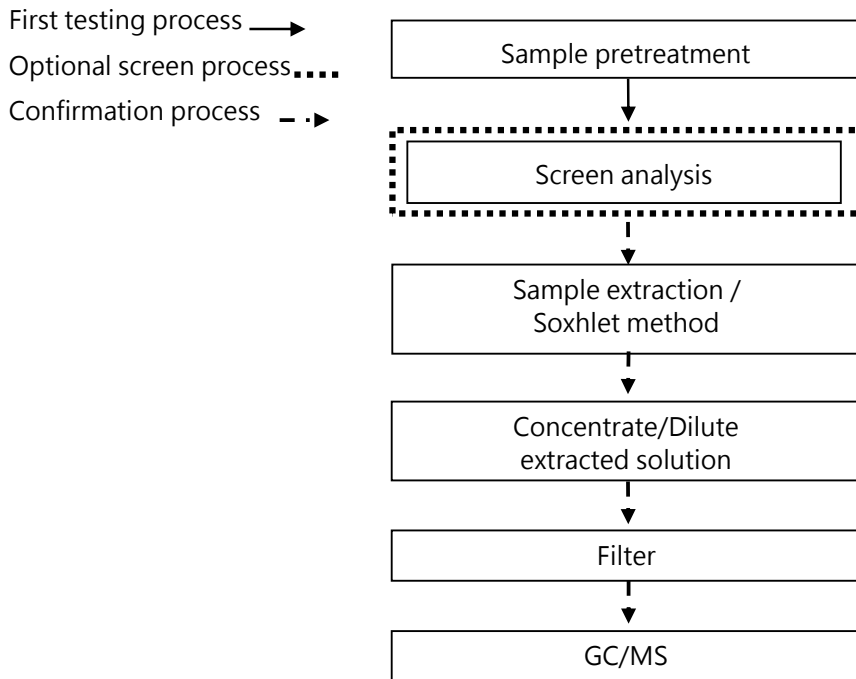 First testing process
Optional screen process
Confirmation process
Sample pretreatment
Screen analysis
Sample extraction /
Soxhlet method
Concentrate/Dilute
extracted solution
Filter
GC/MS